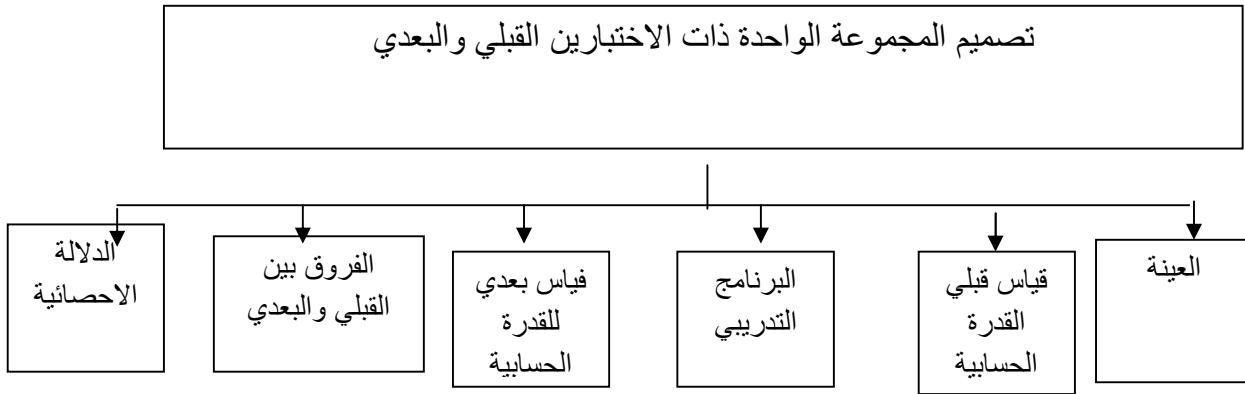 تصميم المجموعة الواحدة ذات الاختبارين القبلي والبعدي
العينة
قياس قبلي
القدرة
الحسابية
البرنامج
التدريبي
فياس بعدي
للقدرة
الحسابية
الفروق بين
القبلي والبعدي
الدلالة
الاحصائية